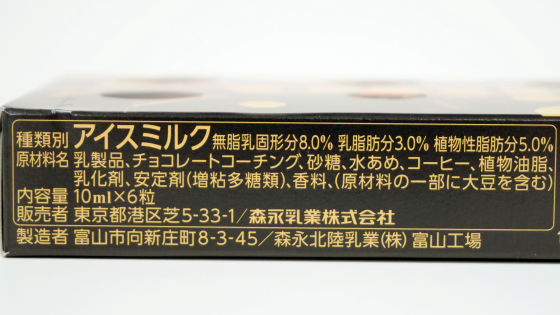 種類別 アイスミルク 無脂乳固形分8.0% 乳脂肪分3.0% 植物性脂肪分5.0%
原材料名 乳製品、チョコレートコーチング、砂糖、水あめ、コーヒー、植物油脂、
乳化剤、安定剤(増粘多糖類)、香料、(原材料の一部に大豆を含む)
内容量 10ml×6粒
販売者 東京都港区芝5-33-1/森永乳業株式会社
製造者 富山市向新庄町8-3-45/森永北陸乳業(株) 富山工場